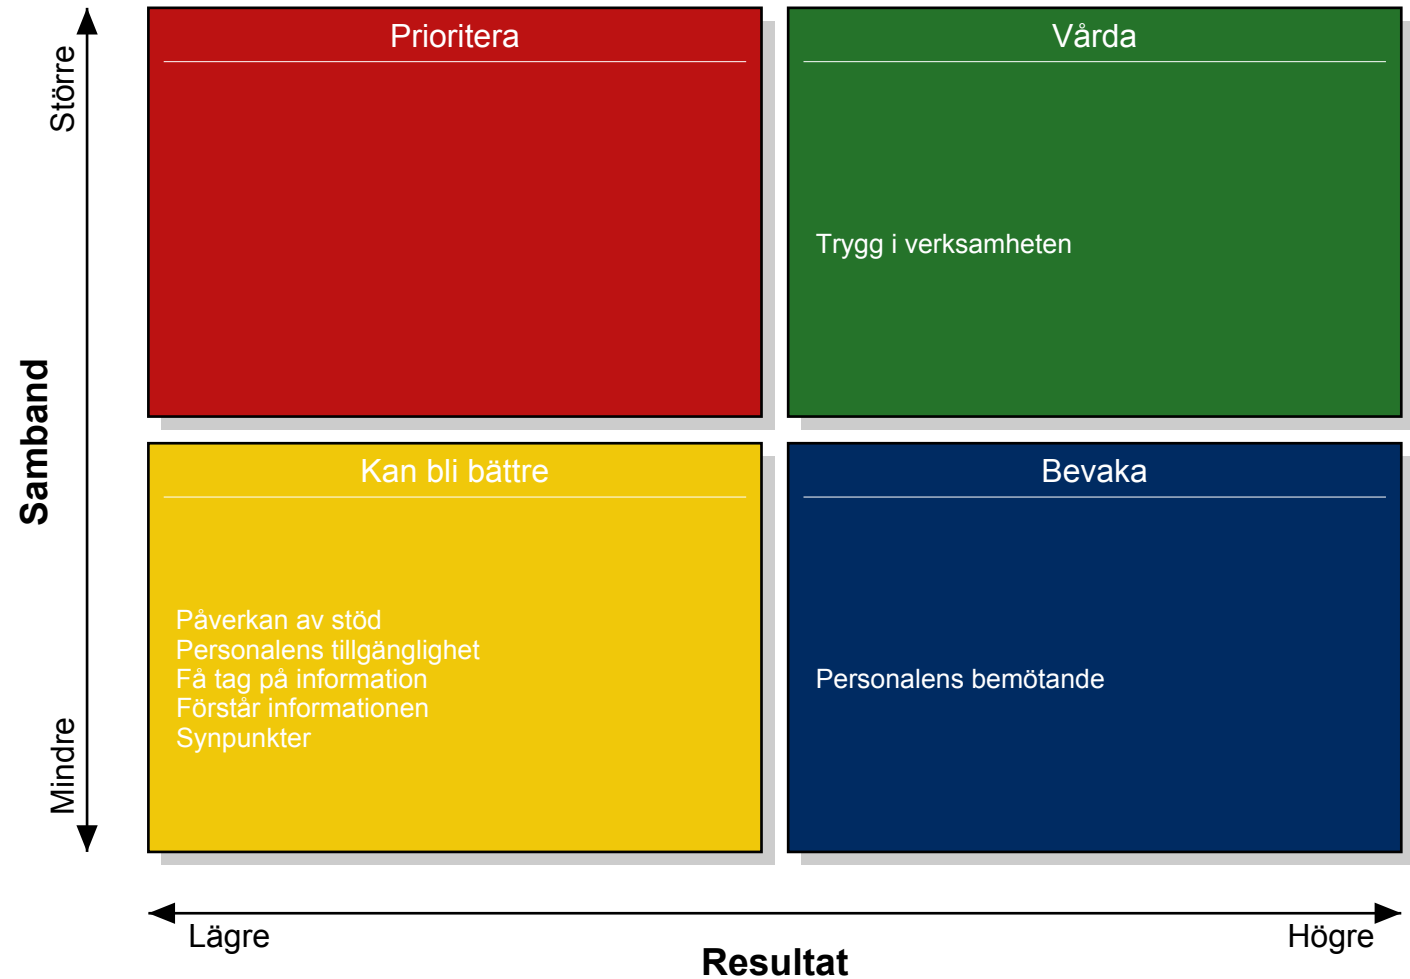 Större
Samband
Mindre
Prioritera
Vårda
Trygg i verksamheten
Kan bli bättre
Påverkan av stöd
Personalens tillgänglighet
Få tag på information
Förstår informationen
Synpunkter
Bevaka
Personalens bemötande
Lägre
Resultat
Högre